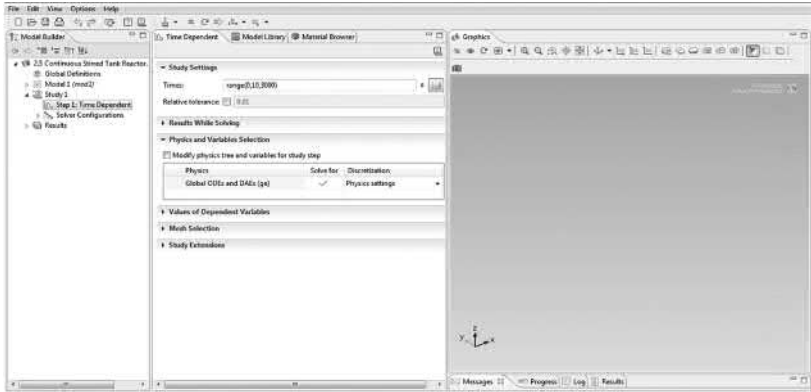 File Edit View Options Help
Model Builder
Time Dependent Model Library Material Browser
Graphics
2.3 Continuous Stirred Tank Reactor.
Global Definitions
Model 1 (mod2)
Study 1
Step 1: Time Dependent
Solver Configurations
Results
Study Settings
Times: range(0,10,3000) s
Relative tolerance: 0.01
Results While Solving
Physics and Variables Selection
Modify physics tree and variables for study step
Physics Solve for Discretization
Global ODEs and DAEs (ge) Physics settings
Values of Dependent Variables
Mesh Selection
Study Extensions
z
y x
Messages Progress Log Results